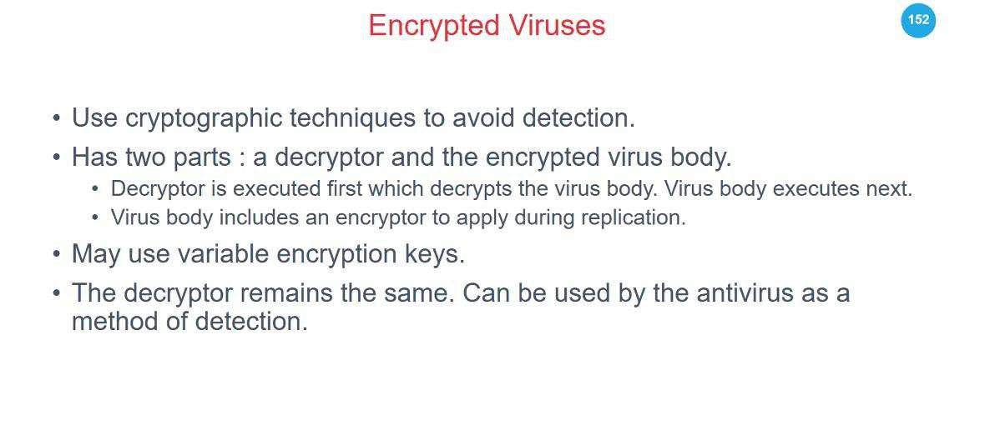 Encrypted Viruses
152
• Use cryptographic techniques to avoid detection.
• Has two parts : a decryptor and the encrypted virus body.
• Decryptor is executed first which decrypts the virus body. Virus body executes next.
• Virus body includes an encryptor to apply during replication.
• May use variable encryption keys.
• The decryptor remains the same. Can be used by the antivirus as a
method of detection.